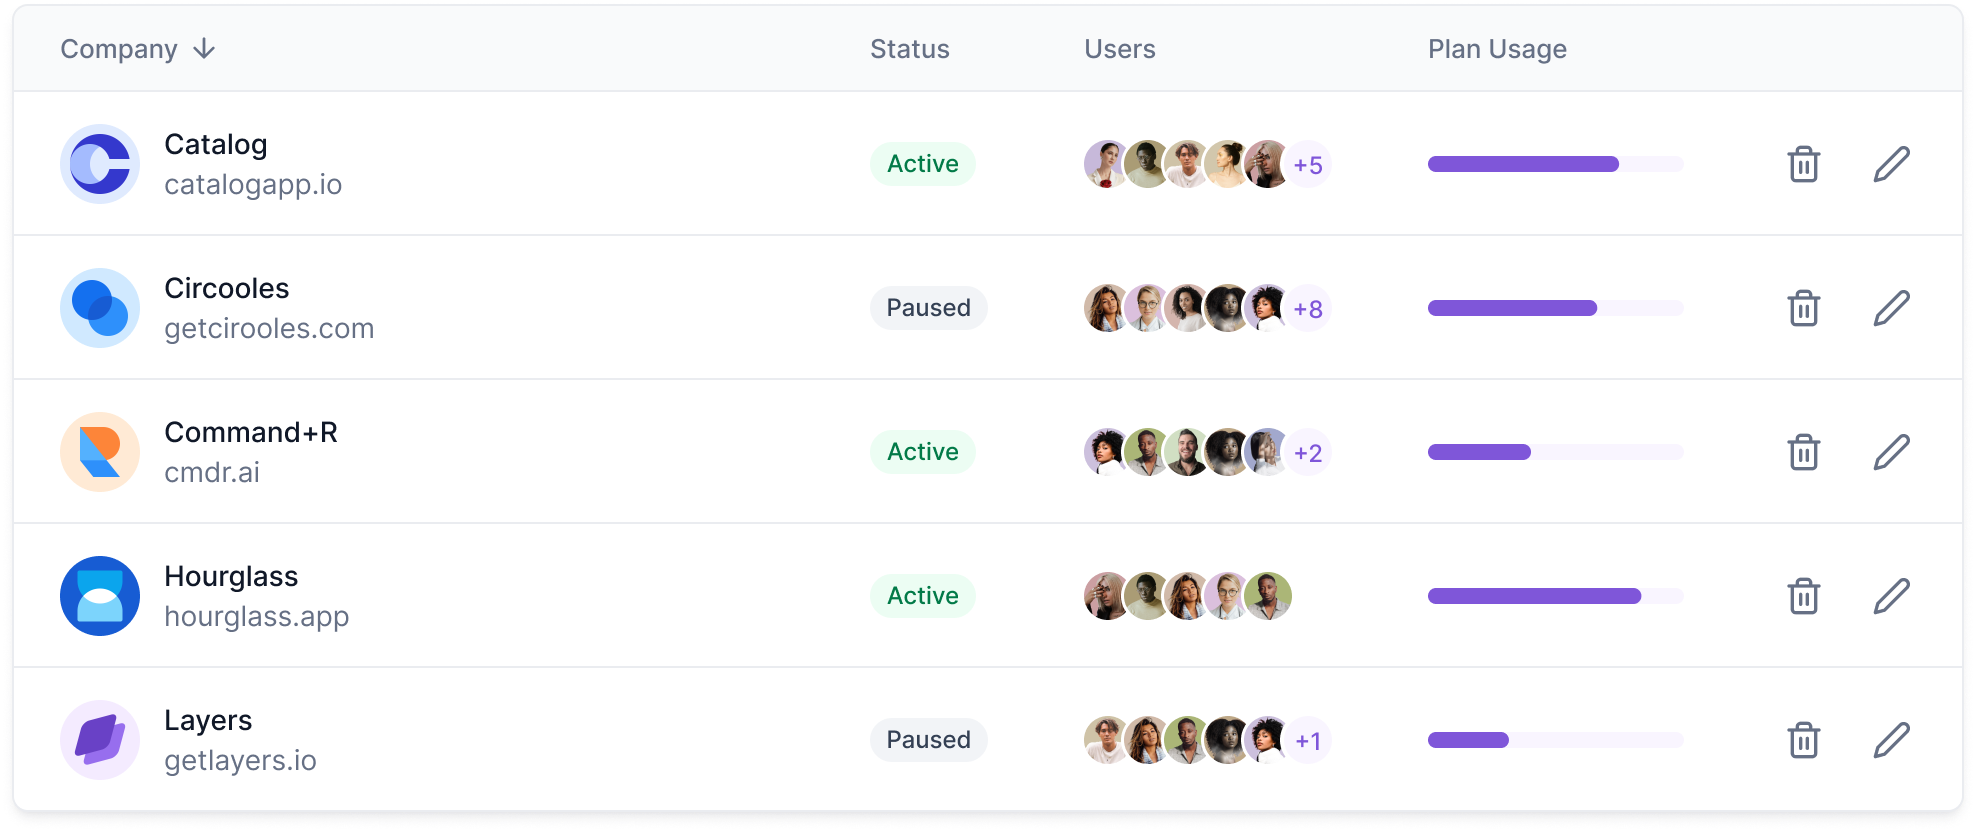 Company Status Users Plan Usage
Catalog
catalogapp.io
Active
+5
Circooles
getcirooles.com
Paused
+8
Command+R
cmdr.ai
Active
+2
Hourglass
hourglass.app
Active
Layers
getlayers.io
Paused
+1